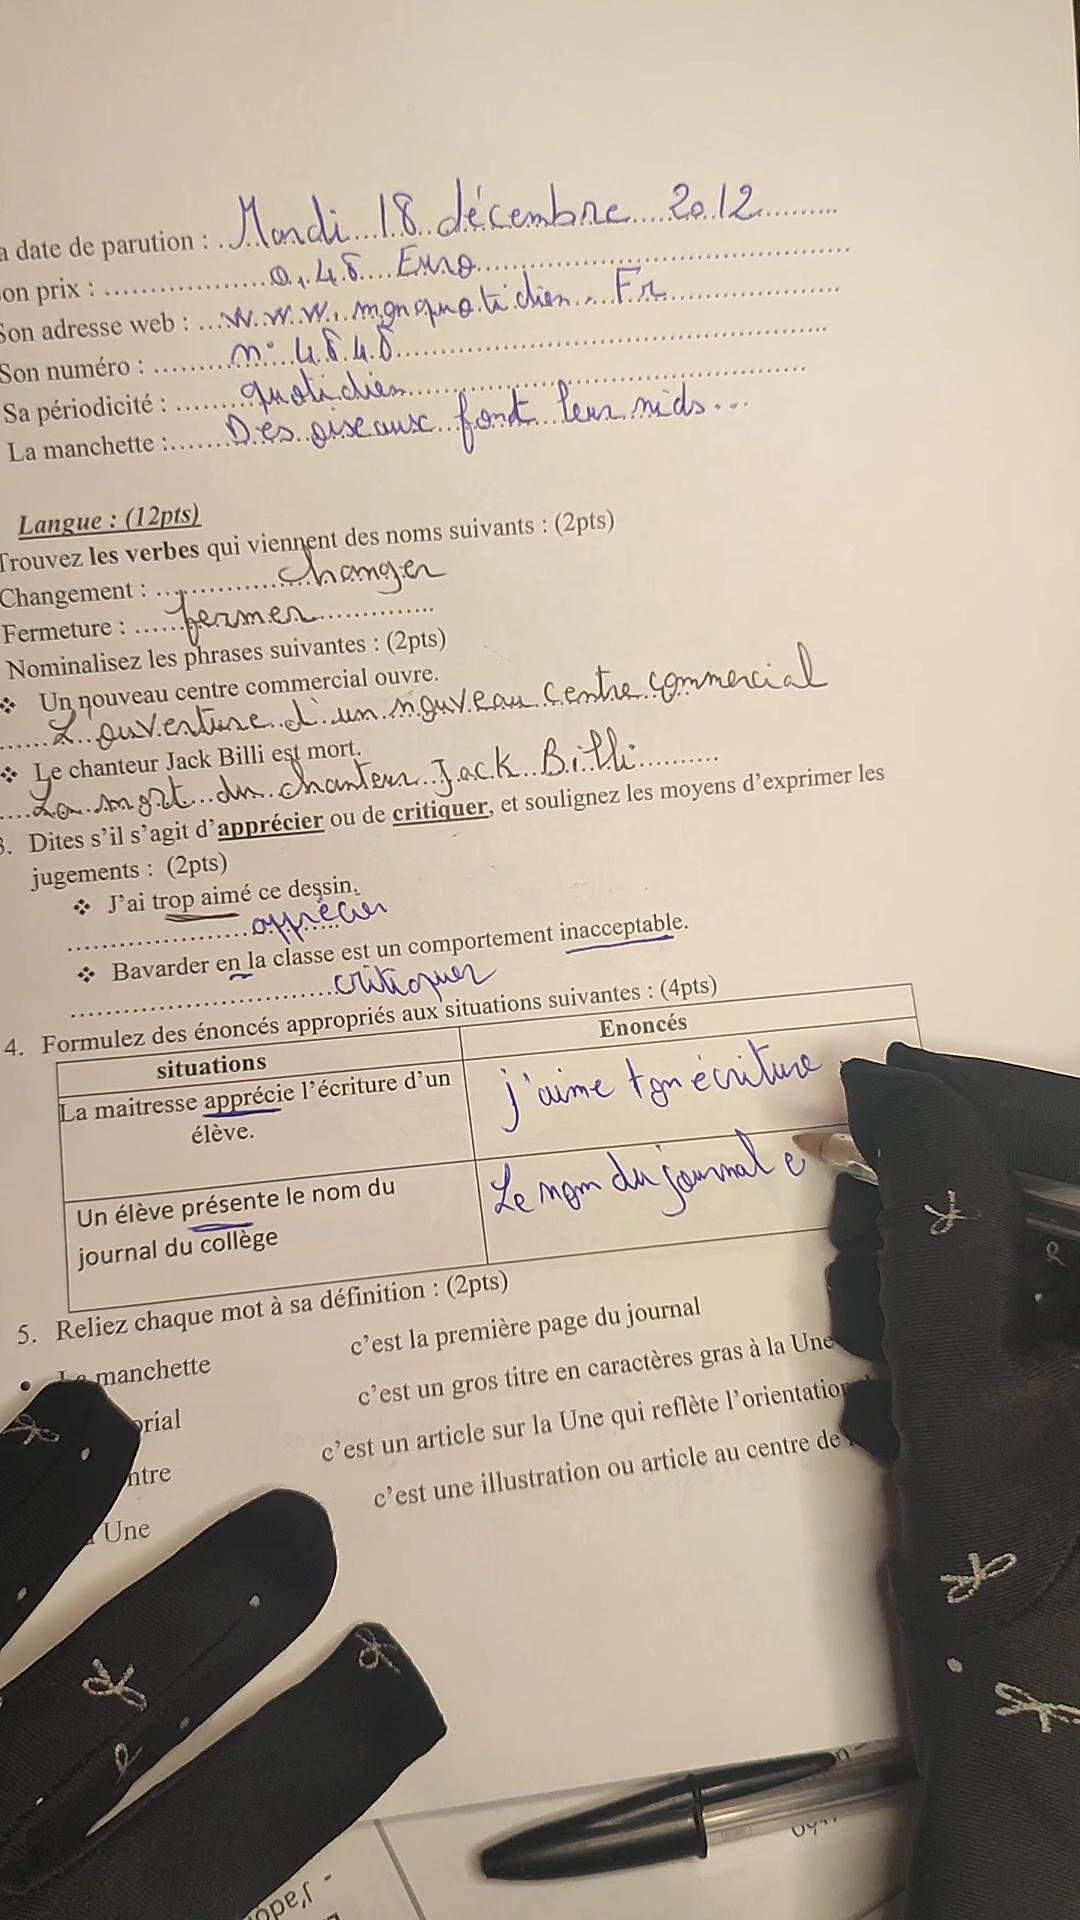 a date de parution : Mardi 18 décembre 2012
on prix : 0,48 Euro
Son adresse web : www.monquotidien.Fr
Son numéro : n° 4848
Sa périodicité : quotidien
La manchette : Des oiseaux font leur nids...
Langue : (12pts)
Trouvez les verbes qui viennent des noms suivants : (2pts)
Changement : changer
Fermeture : fermer
Nominalisez les phrases suivantes : (2pts)
❖ Un nouveau centre commercial ouvre.
L'ouverture d'un nouveau centre commercial
❖ Le chanteur Jack Billi est mort.
La mort du chanteur Jack Billi
3. Dites s'il s'agit d'apprécier ou de critiquer, et soulignez les moyens d'exprimer les
jugements : (2pts)
❖ J'ai trop aimé ce dessin.
apprécier
❖ Bavarder en la classe est un comportement inacceptable.
critiquer
4. Formulez des énoncés appropriés aux situations suivantes : (4pts)
situations Enoncés
La maitresse apprécie l'écriture d'un j'aime ton écriture
élève.
Un élève présente le nom du Le nom du journal e
journal du collège
5. Reliez chaque mot à sa définition : (2pts)
• La manchette c'est la première page du journal
orial c'est un gros titre en caractères gras à la Une
ntre c'est un article sur la Une qui reflète l'orientation
Une c'est une illustration ou article au centre de